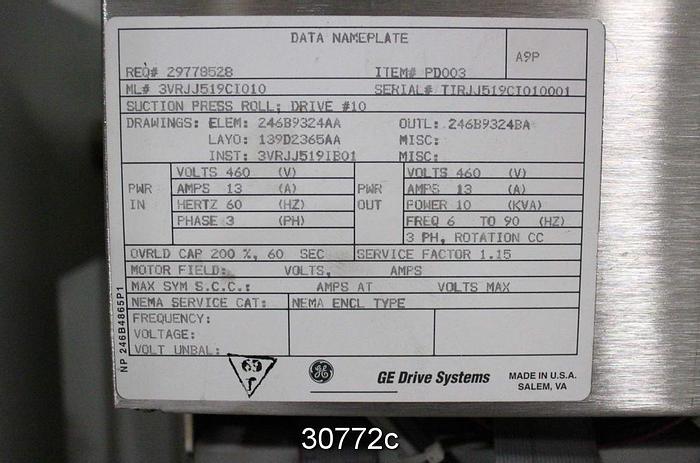 DATA NAMEPLATE
A9P
REQ# 29778528 ITEM# PD003
ML# 3VRJJ519CI010 SERIAL# TIRJJ519CI010001
SUCTION PRESS ROLL; DRIVE #10
DRAWINGS: ELEM: 246B9324AA OUTL: 246B9324BA
LAYO: 139D2365AA MISC:
INST: 3VRJJ519IB01 MISC:
PWR IN
VOLTS 460 (V)
AMPS 13 (A)
HERTZ 60 (HZ)
PHASE 3 (PH)
PWR OUT
VOLTS 460 (V)
AMPS 13 (A)
POWER 10 (KVA)
FREQ 6 TO 90 (HZ)
3 PH, ROTATION CC
OVRLD CAP 200 %, 60 SEC SERVICE FACTOR 1.15
MOTOR FIELD: VOLTS, AMPS
MAX SYM S.C.C.: AMPS AT VOLTS MAX
NEMA SERVICE CAT: NEMA ENCL TYPE
FREQUENCY:
VOLTAGE:
VOLT UNBAL:
NP 246B4865P1
GE
GE Drive Systems
MADE IN U.S.A.
SALEM, VA
30772c